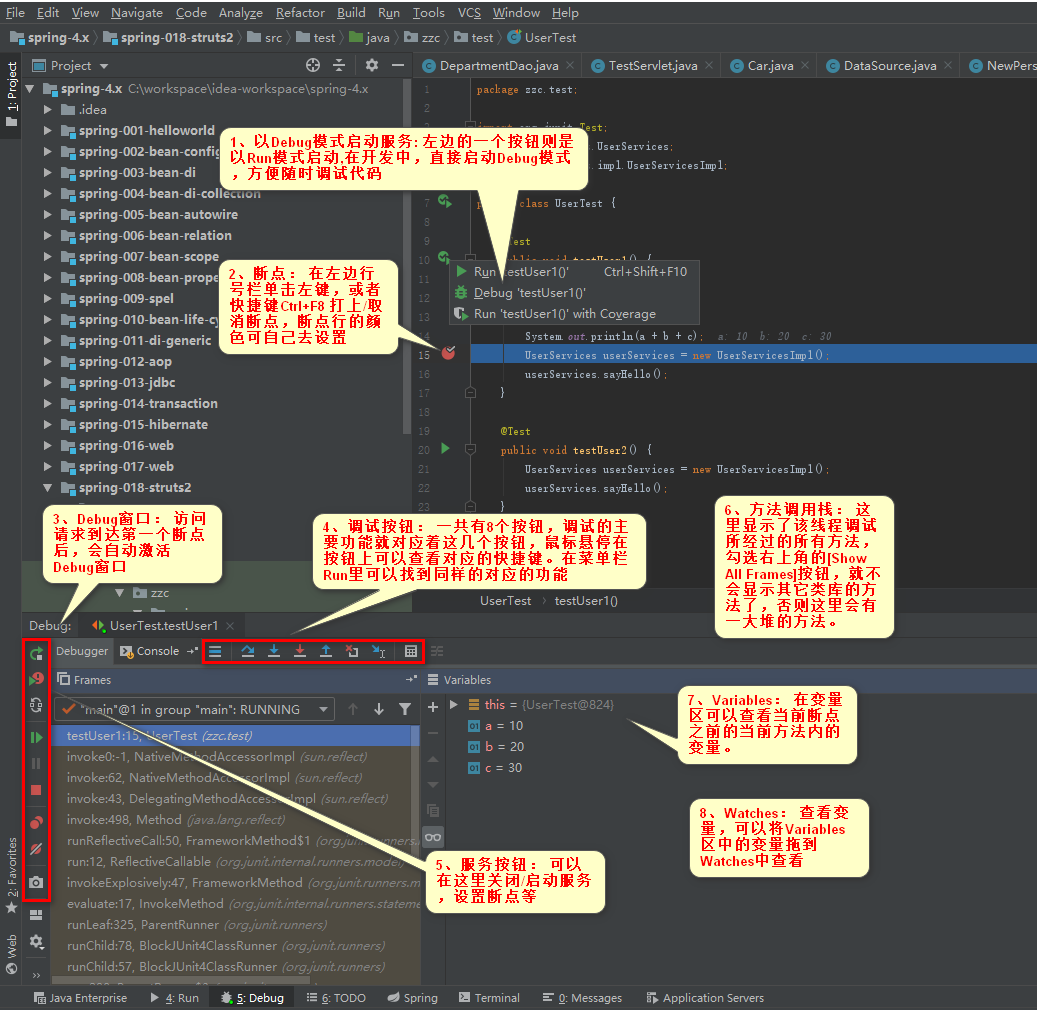 File Edit View Navigate Code Analyze Refactor Build Run Tools VCS Window Help
spring-4.x spring-018-struts2 src test java zzc test UserTest
1: Project
Project
DepartmentDao.java TestServlet.java Car.java DataSource.java NewPers
spring-4.x C:\workspace\idea-workspace\spring-4.x
.idea
spring-001-helloworld
spring-002-bean-config
spring-003-bean-di
spring-004-bean-di-collection
spring-005-bean-autowire
spring-006-bean-relation
spring-007-bean-scope
spring-008-bean-prope
spring-009-spel
spring-010-bean-life-cy
spring-011-di-generic
spring-012-aop
spring-013-jdbc
spring-014-transaction
spring-015-hibernate
spring-016-web
spring-017-web
spring-018-struts2
zzc
1 package zzc.test;
2
Test;
UserServices;
impl.UserServicesImpl;
7 class UserTest {
8
9 Test
10 public void testUser1() {
11
12
13
14 System.out.println(a + b + c); a: 10 b: 20 c: 30
15 UserServices userServices = new UserServicesImpl();
16 userServices.sayHello();
17 }
18
19 @Test
20 public void testUser2() {
21 UserServices userServices = new UserServicesImpl();
22 userServices.sayHello();
23 }
Run 'testUser1()' Ctrl+Shift+F10
Debug 'testUser1()'
Run 'testUser1()' with Coverage
1、以Debug模式启动服务:左边的一个按钮则是
以Run模式启动.在开发中，直接启动Debug模式
，方便随时调试代码
2、断点： 在左边行
号栏单击左键，或者
快捷键Ctrl+F8 打上/取
消断点，断点行的颜
色可自己去设置
3、Debug窗口： 访问
请求到达第一个断点
后，会自动激活
Debug窗口
4、调试按钮： 一共有8个按钮，调试的主
要功能就对应着这几个按钮，鼠标悬停在
按钮上可以查看对应的快捷键。在菜单栏
Run里可以找到同样的对应的功能
6、方法调用栈： 这
里显示了该线程调试
所经过的所有方法，
勾选右上角的[Show
All Frames]按钮，就不
会显示其它类库的方
法了，否则这里会有
一大堆的方法。
UserTest testUser1()
Debug: UserTest.testUser1
Debugger Console
Frames
Variables
"main"@1 in group "main": RUNNING
testUser1:15, UserTest (zzc.test)
invoke0:-1, NativeMethodAccessorImpl (sun.reflect)
invoke:62, NativeMethodAccessorImpl (sun.reflect)
invoke:43, DelegatingMethodAccessorImpl (sun.reflect)
invoke:498, Method (java.lang.reflect)
runReflectiveCall:50, FrameworkMethod$1 (org.junit.runners.
run:12, ReflectiveCallable (org.junit.internal.runners.model)
invokeExplosively:47, FrameworkMethod (org.junit.runners.m
evaluate:17, InvokeMethod (org.junit.internal.runners.stateme
runLeaf:325, ParentRunner (org.junit.runners)
runChild:78, BlockJUnit4ClassRunner (org.junit.runners)
runChild:57, BlockJUnit4ClassRunner (org.junit.runners)
this = {UserTest@824}
a = 10
b = 20
c = 30
7、Variables： 在变量
区可以查看当前断点
之前的当前方法内的
变量。
8、Watches： 查看变
量，可以将Variables
区中的变量拖到
Watches中查看
5、服务按钮： 可以
在这里关闭/启动服务
，设置断点等
2: Favorites
Web
Java Enterprise 4: Run 5: Debug 6: TODO Spring Terminal 0: Messages Application Servers